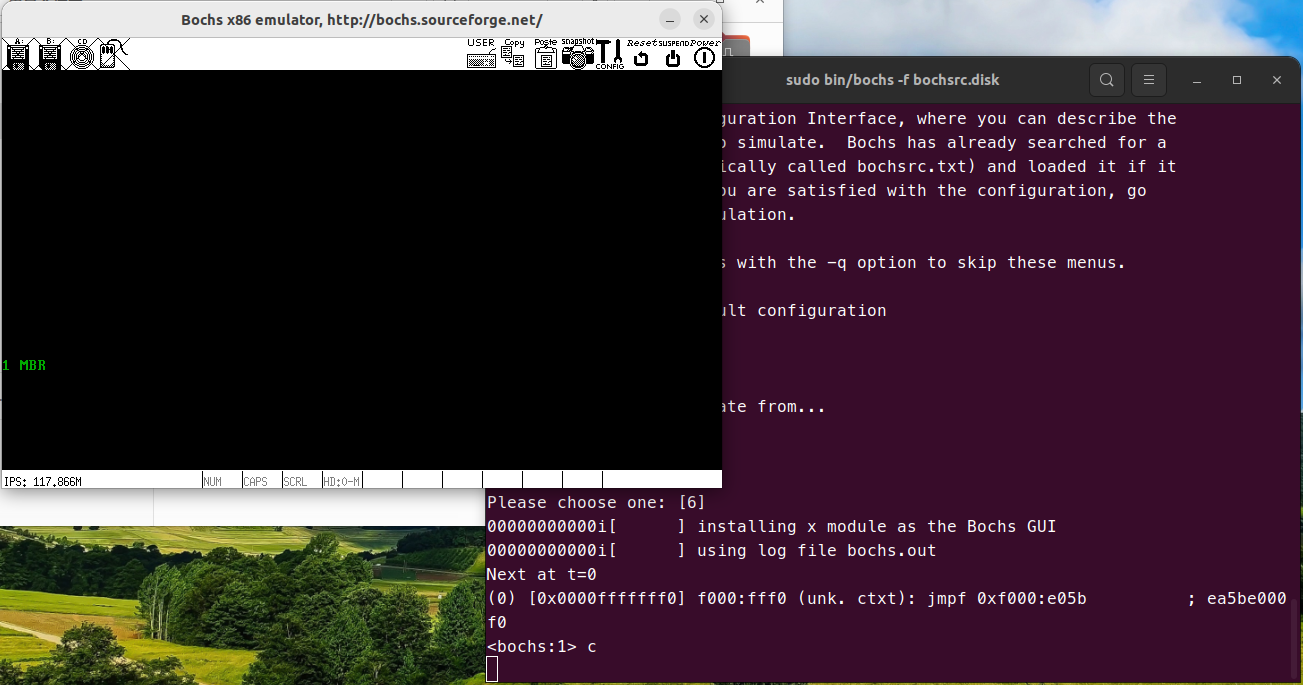 Bochs x86 emulator, http://bochs.sourceforge.net/
A: B: CD USER Copy Paste snapshot CONFIG Reset SUSPEND Power
1 MBR
IPS: 117.866M NUM CAPS SCRL HD:0-M
sudo bin/bochs -f bochsrc.disk
guration Interface, where you can describe the
o simulate. Bochs has already searched for a
ically called bochsrc.txt) and loaded it if it
ou are satisfied with the configuration, go
ulation.
s with the -q option to skip these menus.
ult configuration
ate from...
Please choose one: [6]
00000000000i[      ] installing x module as the Bochs GUI
00000000000i[      ] using log file bochs.out
Next at t=0
(0) [0x0000fffffff0] f000:fff0 (unk. ctxt): jmpf 0xf000:e05b          ; ea5be000
f0
<bochs:1> c